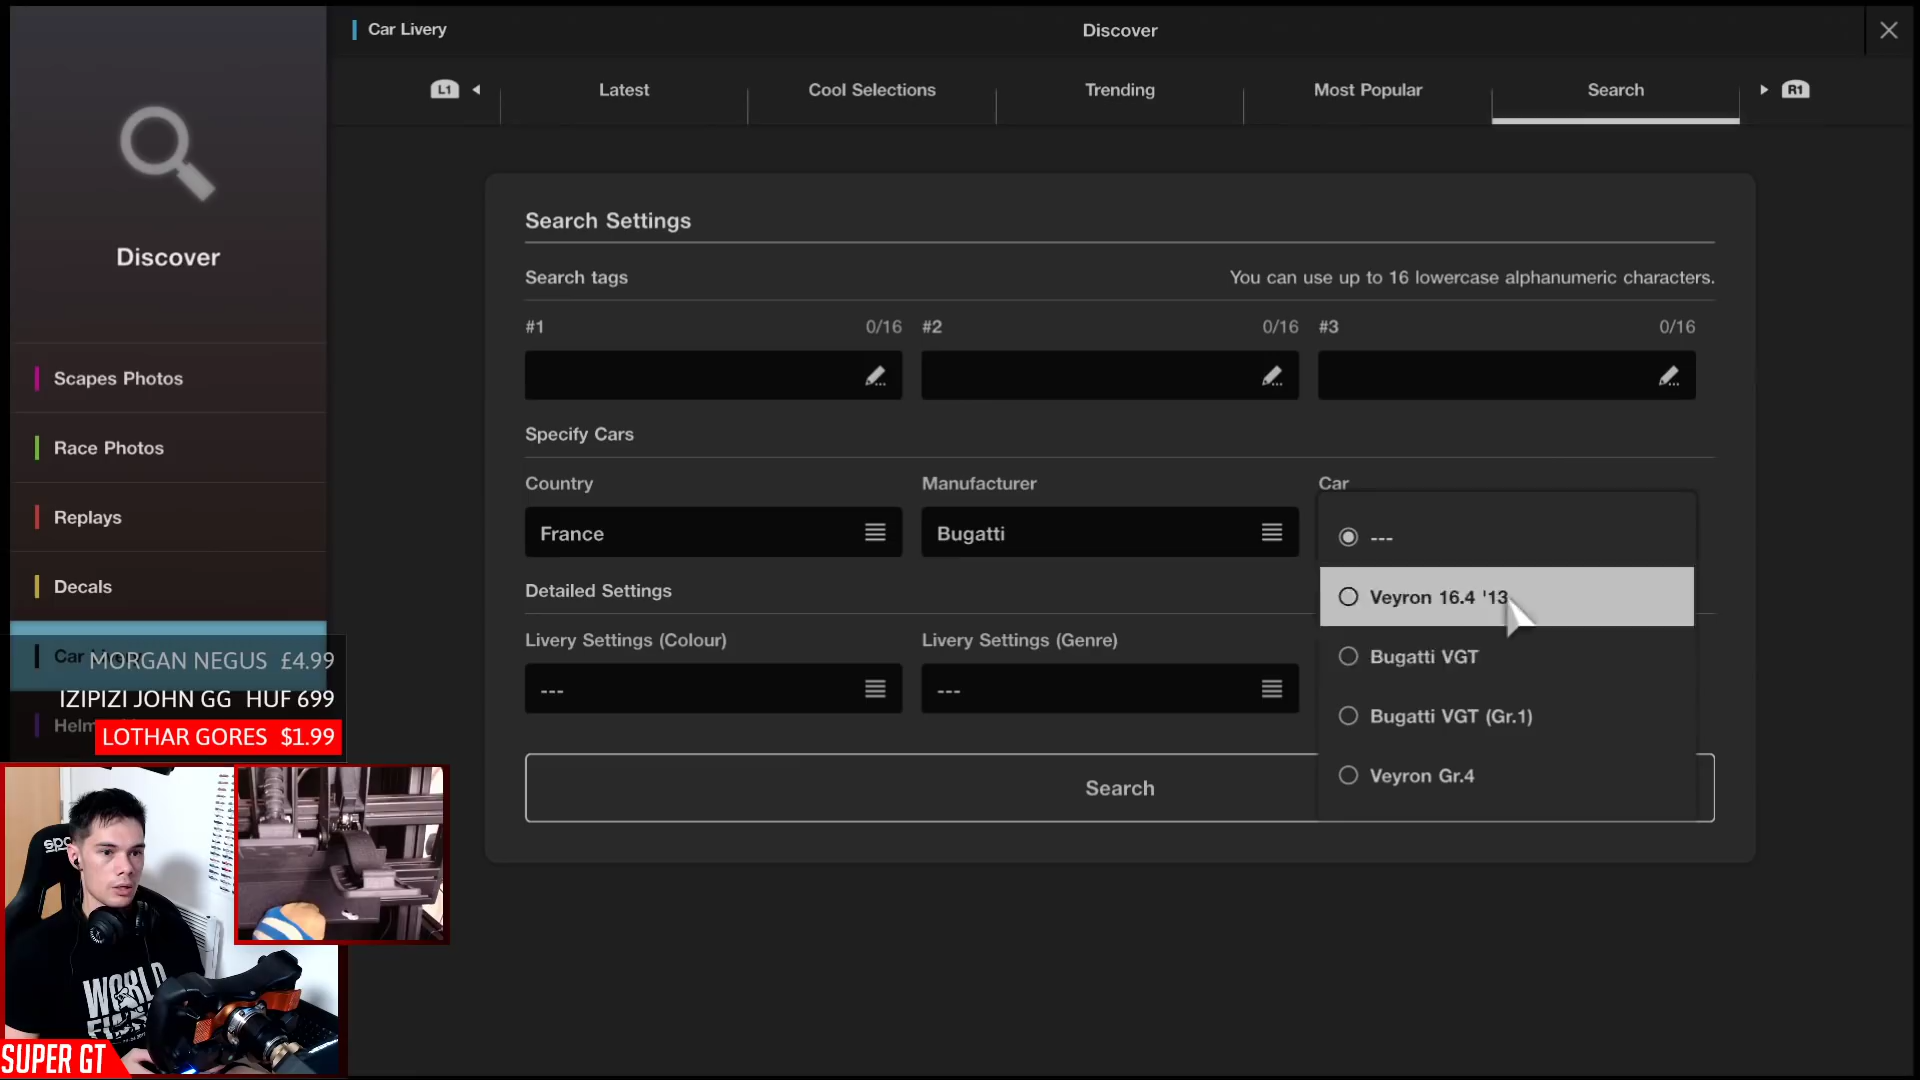 Car Livery
Discover
L1
Latest
Cool Selections
Trending
Most Popular
Search
R1
Discover
Scapes Photos
Race Photos
Replays
Decals
Car
MORGAN NEGUS £4.99
IZIPIZI JOHN GG HUF 699
LOTHAR GORES $1.99
Search Settings
Search tags
You can use up to 16 lowercase alphanumeric characters.
#1 0/16
#2 0/16
#3 0/16
Specify Cars
Country
Manufacturer
Car
France
Bugatti
---
Veyron 16.4 '13
Bugatti VGT
Bugatti VGT (Gr.1)
Veyron Gr.4
Detailed Settings
Livery Settings (Colour)
Livery Settings (Genre)
---
---
Search
WORLD
SUPER GT